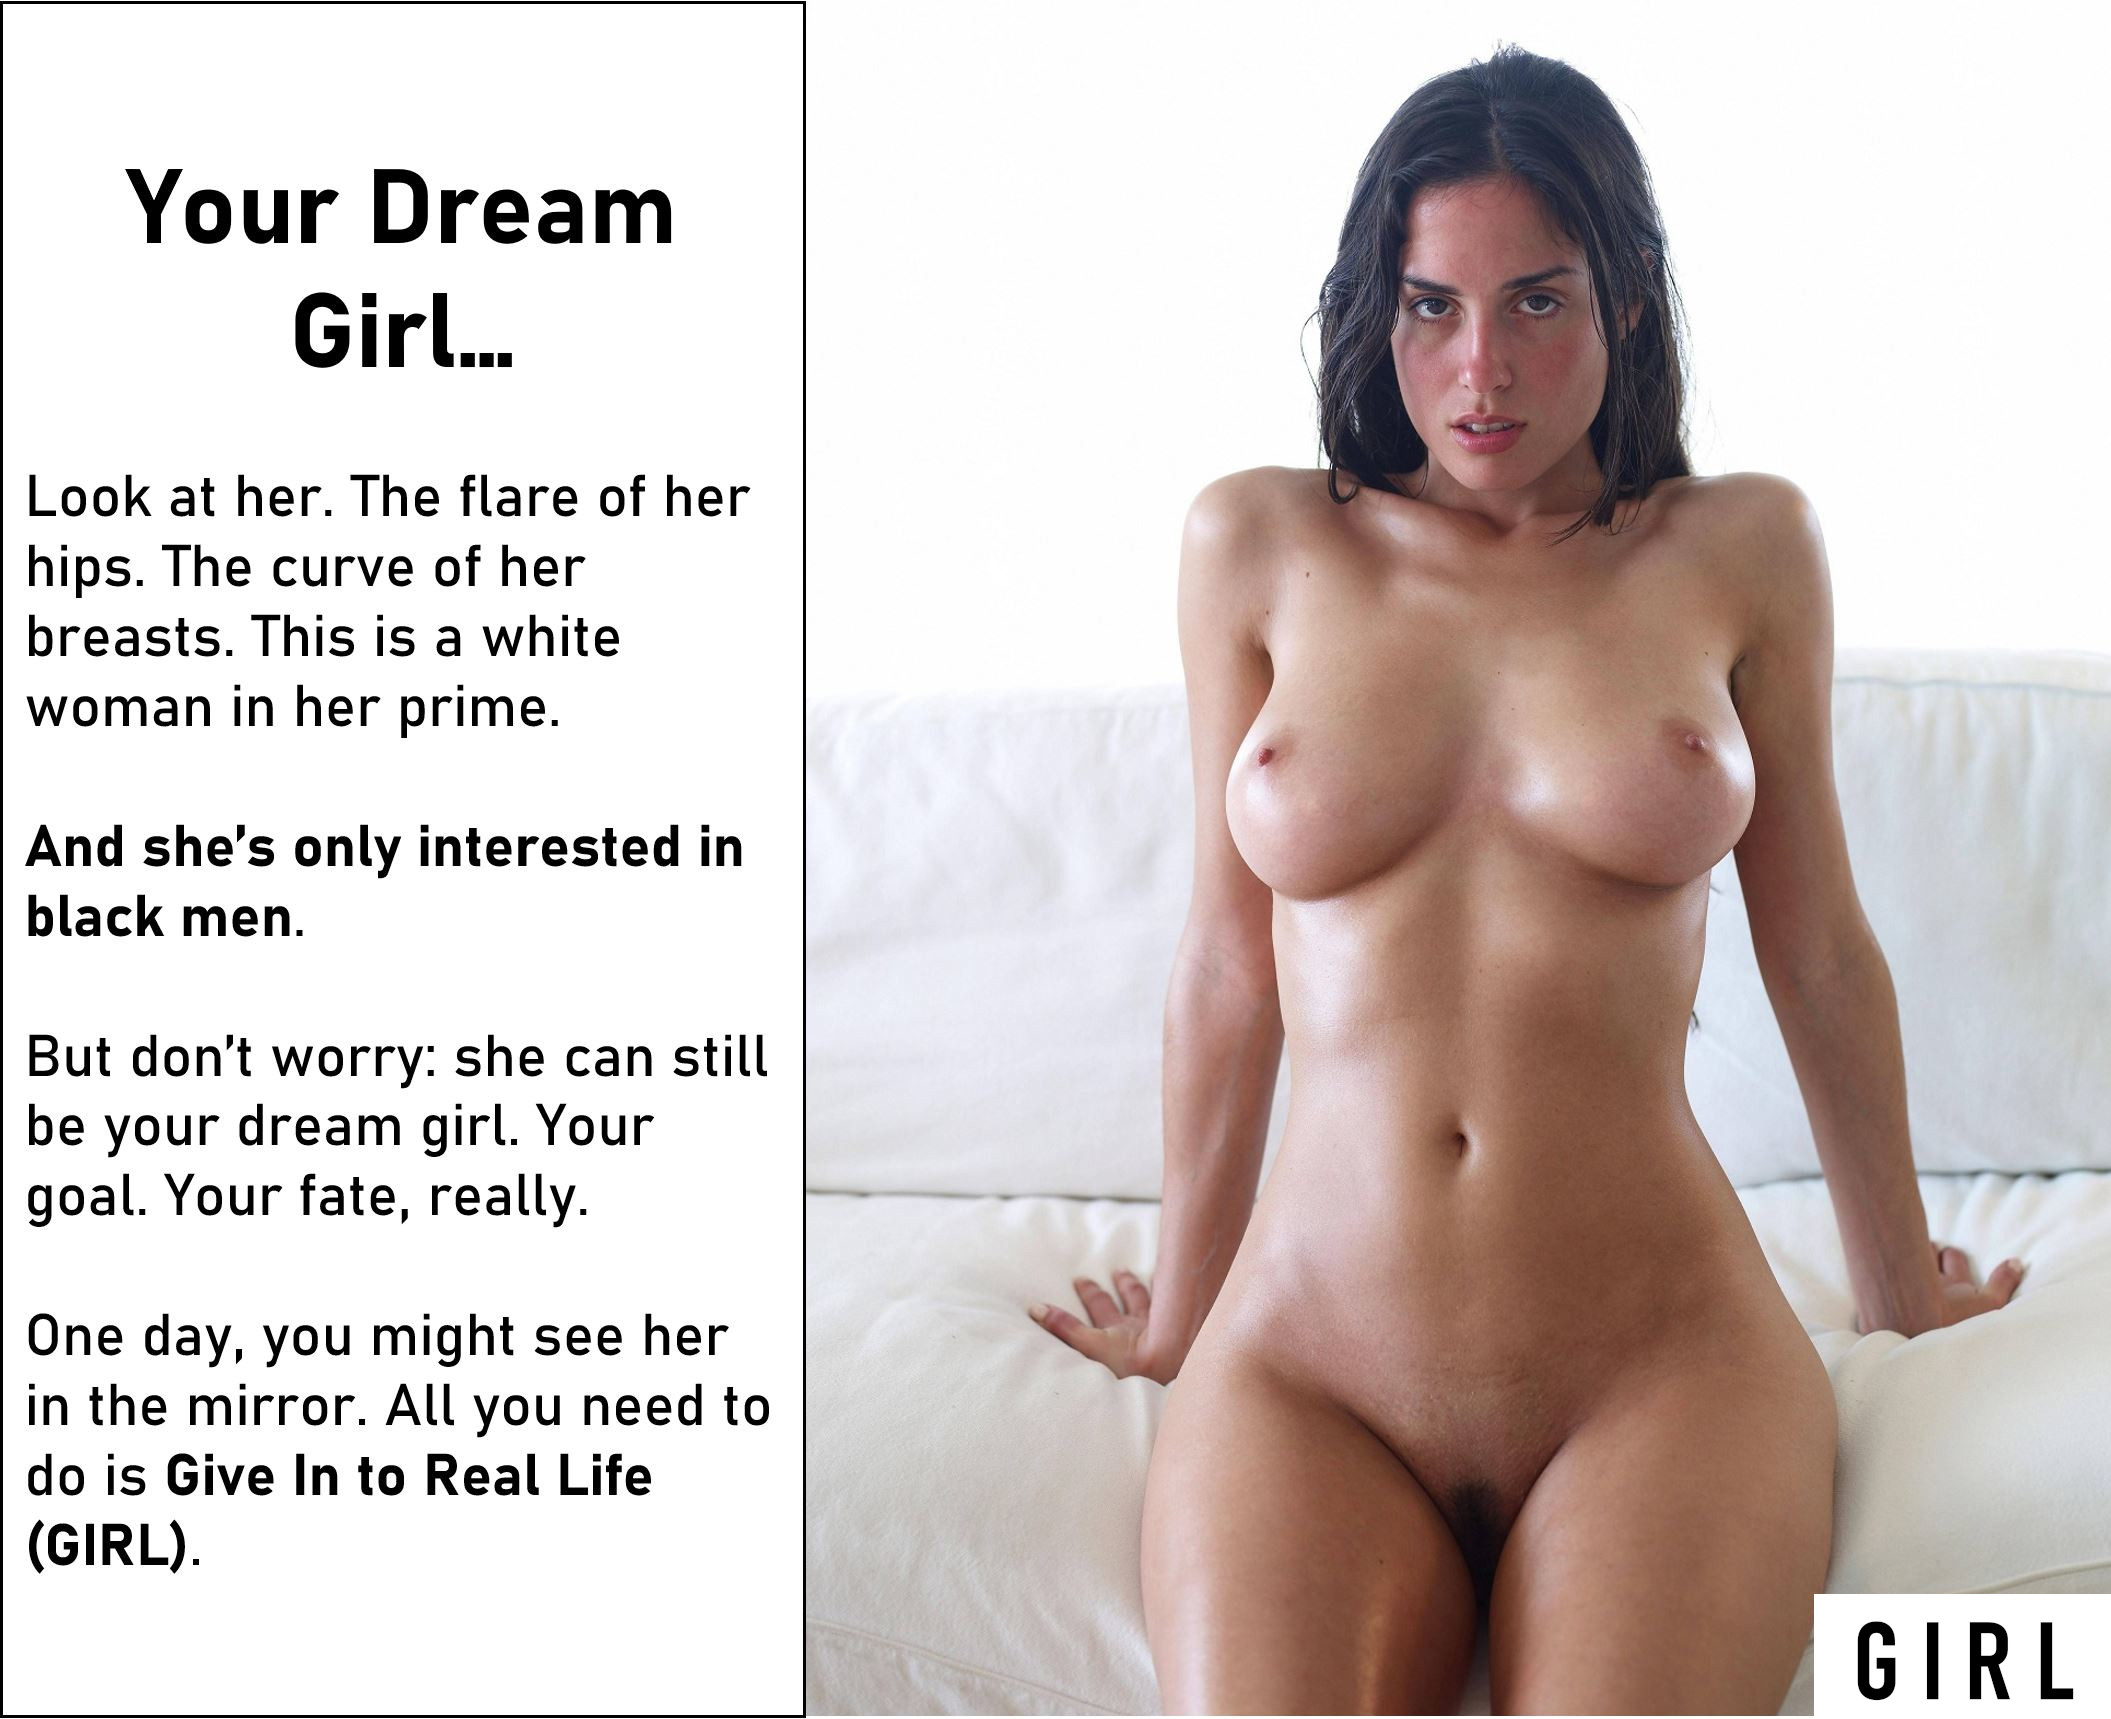 Your Dream
Girl...
Look at her. The flare of her
hips. The curve of her
breasts. This is a white
woman in her prime.
And she's only interested in
black men.
But don't worry: she can still
be your dream girl. Your
goal. Your fate, really.
One day, you might see her
in the mirror. All you need to
do is Give In to Real Life
(GIRL).
GIRL